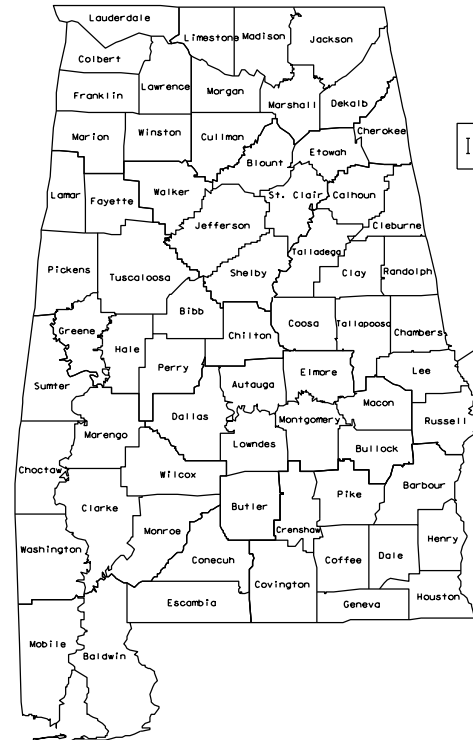 Lauderdale
Limestone
Madison
Jackson
Colbert
Lawrence
Franklin
Morgan
Marshall
Dekalb
Cherokee
Marion
Winston
Cullman
Blount
Etowah
Lamar
Fayette
Walker
Jefferson
St. Clair
Calhoun
Cleburne
Talladega
Pickens
Tuscaloosa
Shelby
Clay
Randolph
Bibb
Greene
Hale
Chilton
Coosa
Tallapoosa
Chambers
Perry
Sumter
Autauga
Elmore
Lee
Macon
Dallas
Montgomery
Russell
Marengo
Lowndes
Bullock
Choctaw
Wilcox
Barbour
Clarke
Butler
Pike
Monroe
Crenshaw
Washington
Conecuh
Coffee
Dale
Henry
Covington
Escambia
Geneva
Houston
Mobile
Baldwin
I